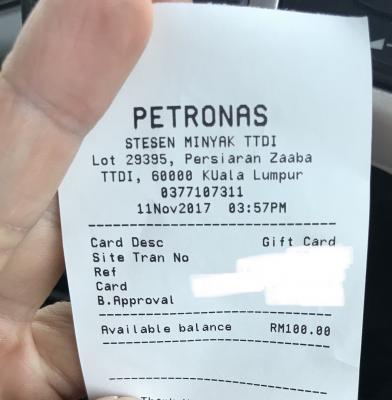 PETRONAS
STESEN MINYAK TTDI
Lot 29395, Persiaran Zaaba
TTDI, 60000 KUala Lumpur
0377107311
11Nov2017 03:57PM
Card Desc Gift Card
Site Tran No
Ref
Card
B.Approval
Available balance RM100.00